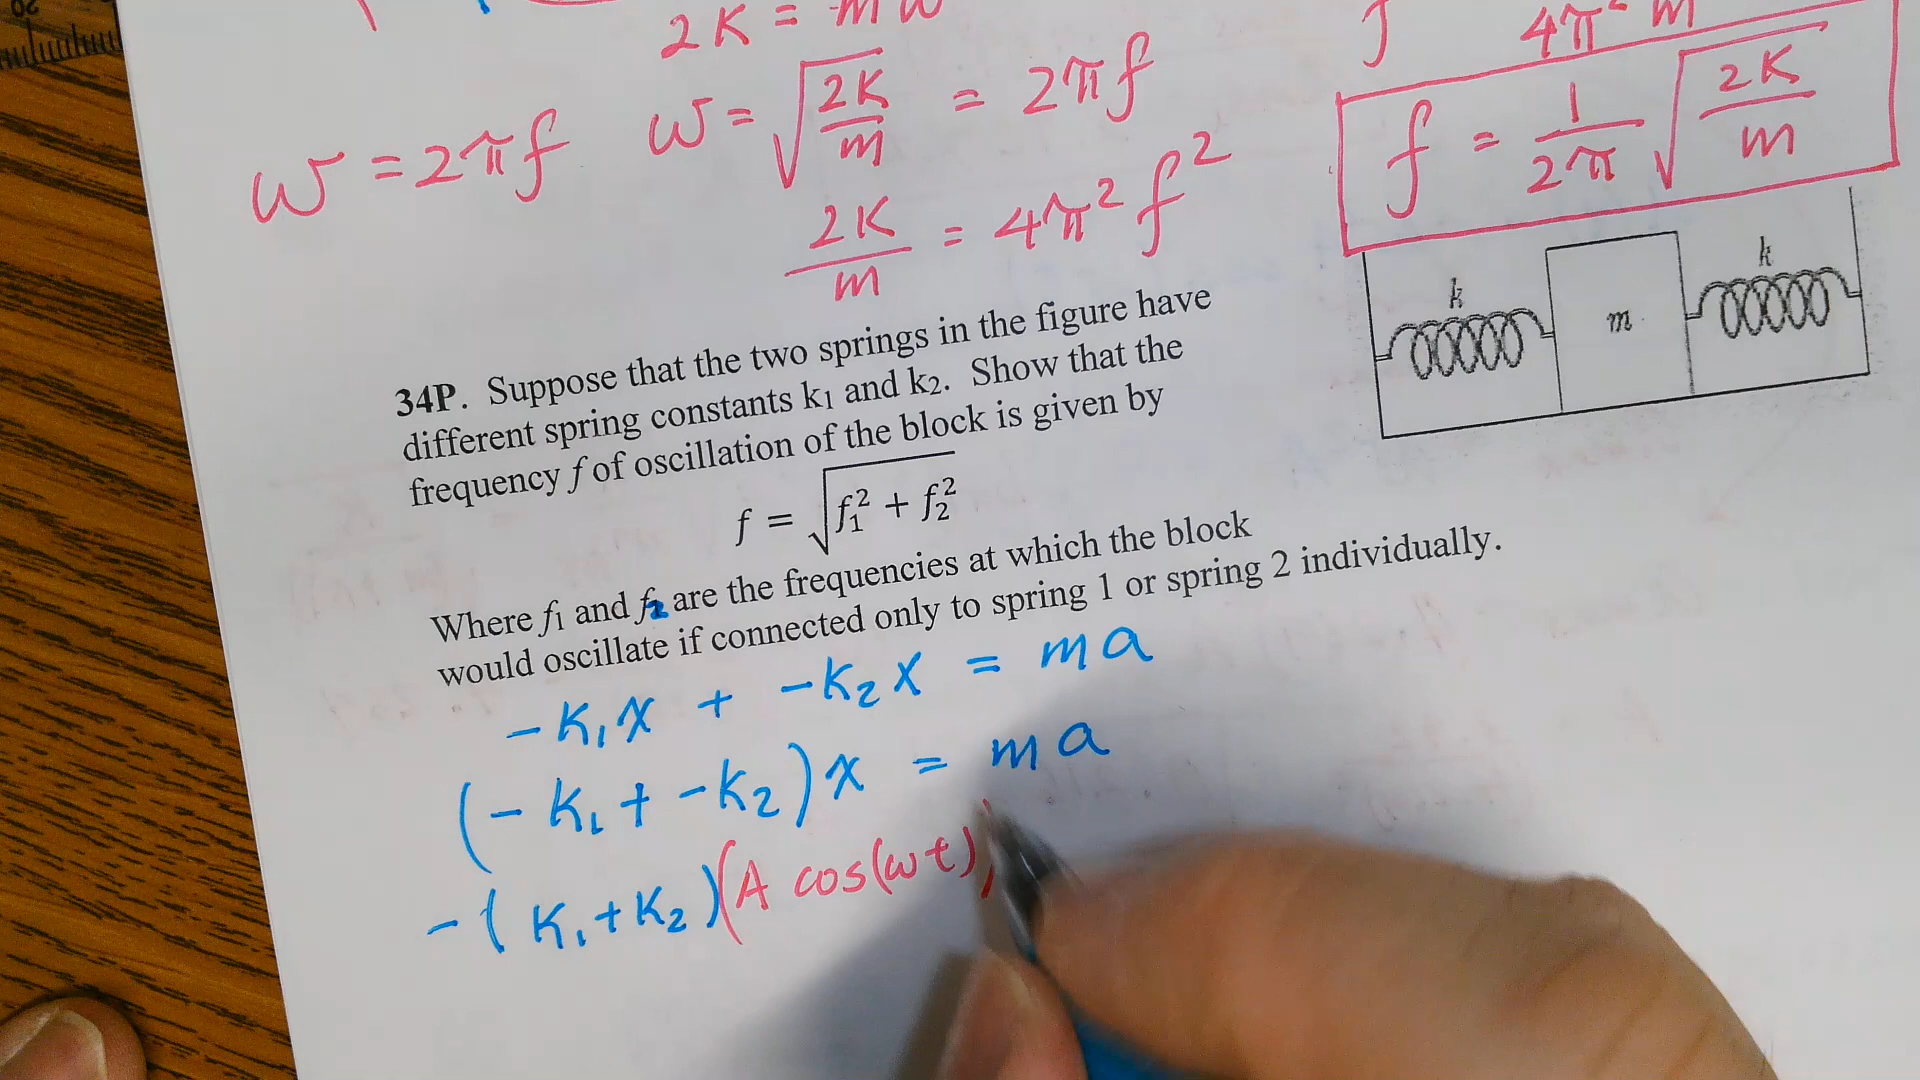 2K = mω
ω = 2πf
ω = √(2K/m) = 2πf
2K/m = 4π² f²
4π² m
f = 1/2π √(2K/m)
k
m
k
34P. Suppose that the two springs in the figure have
different spring constants k₁ and k₂. Show that the
frequency f of oscillation of the block is given by
f = √(f₁² + f₂²)
Where f₁ and f₂ are the frequencies at which the block
would oscillate if connected only to spring 1 or spring 2 individually.
-K₁x + -K₂x = ma
(-K₁ + -K₂)x = ma
-(K₁+K₂)(A cos(ωt))